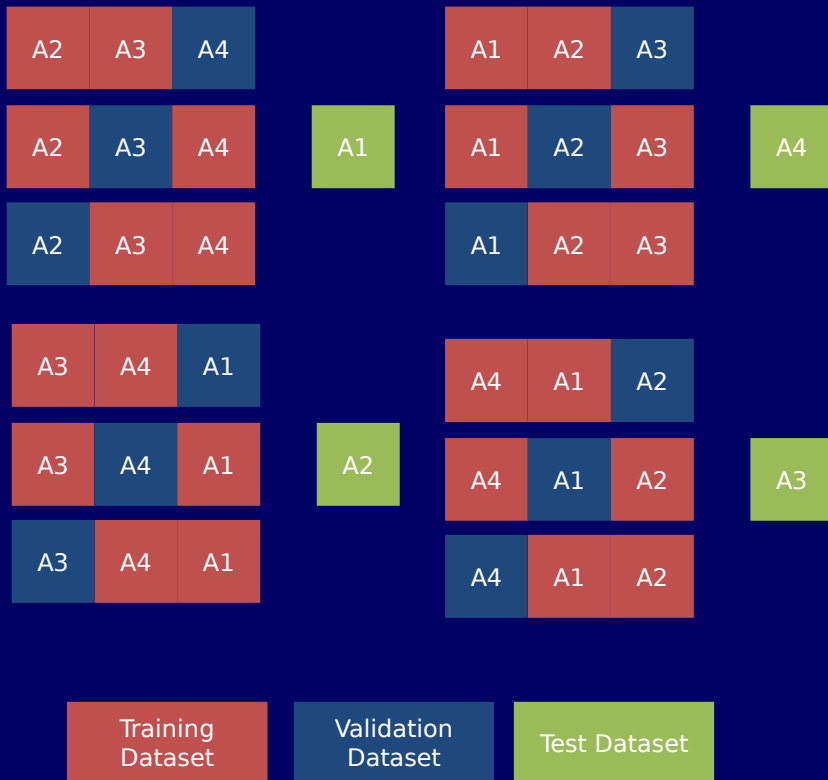 A2 A3 A4
A2 A3 A4
A2 A3 A4
A1
A1 A2 A3
A1 A2 A3
A1 A2 A3
A4
A3 A4 A1
A3 A4 A1
A3 A4 A1
A2
A4 A1 A2
A4 A1 A2
A4 A1 A2
A3
Training
Dataset
Validation
Dataset
Test Dataset